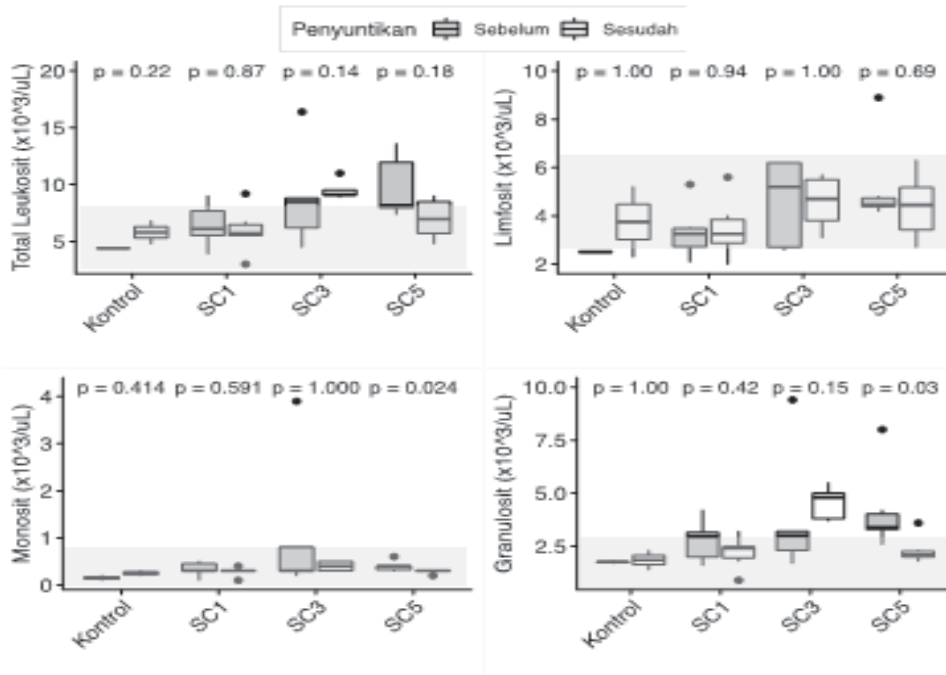 Penyuntikan Sebelum Sesudah
Total Leukosit (x10^3/uL)
p = 0.22 p = 0.87 p = 0.14 p = 0.18
20
15
10
5
Kontrol SC1 SC3 SC5
Limfosit (x10^3/uL)
p = 1.00 p = 0.94 p = 1.00 p = 0.69
10
8
6
4
2
Kontrol SC1 SC3 SC5
Monosit (x10^3/uL)
p = 0.414 p = 0.591 p = 1.000 p = 0.024
4
3
2
1
0
Kontrol SC1 SC3 SC5
Granulosit (x10^3/uL)
p = 1.00 p = 0.42 p = 0.15 p = 0.03
10.0
7.5
5.0
2.5
Kontrol SC1 SC3 SC5